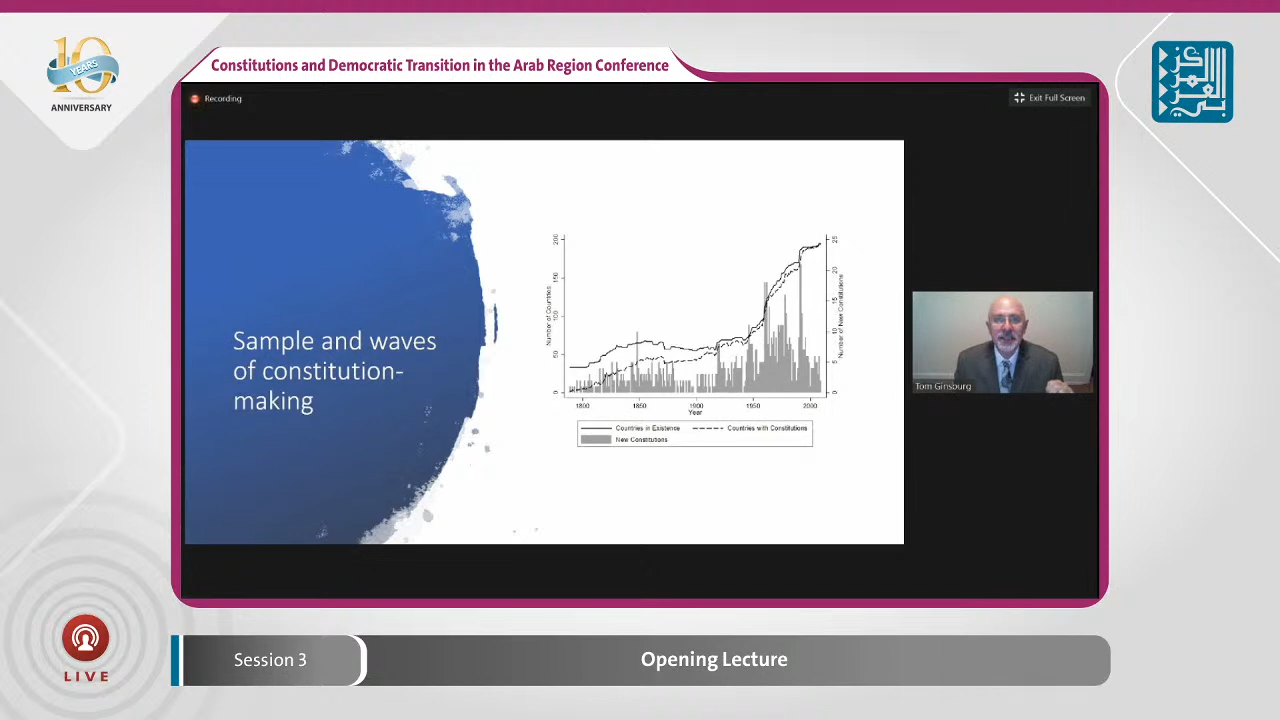 10
YEARS
ANNIVERSARY
Constitutions and Democratic Transition in the Arab Region Conference
المركز
العربي
Recording
Exit Full Screen
Sample and waves
of constitution-
making
Number of Countries
0
50
100
150
200
Number of New Constitutions
0
5
10
15
20
25
1800
1850
1900
1950
2000
Year
Countries in Existence
Countries with Constitutions
New Constitutions
Tom Ginsburg
LIVE
Session 3
Opening Lecture